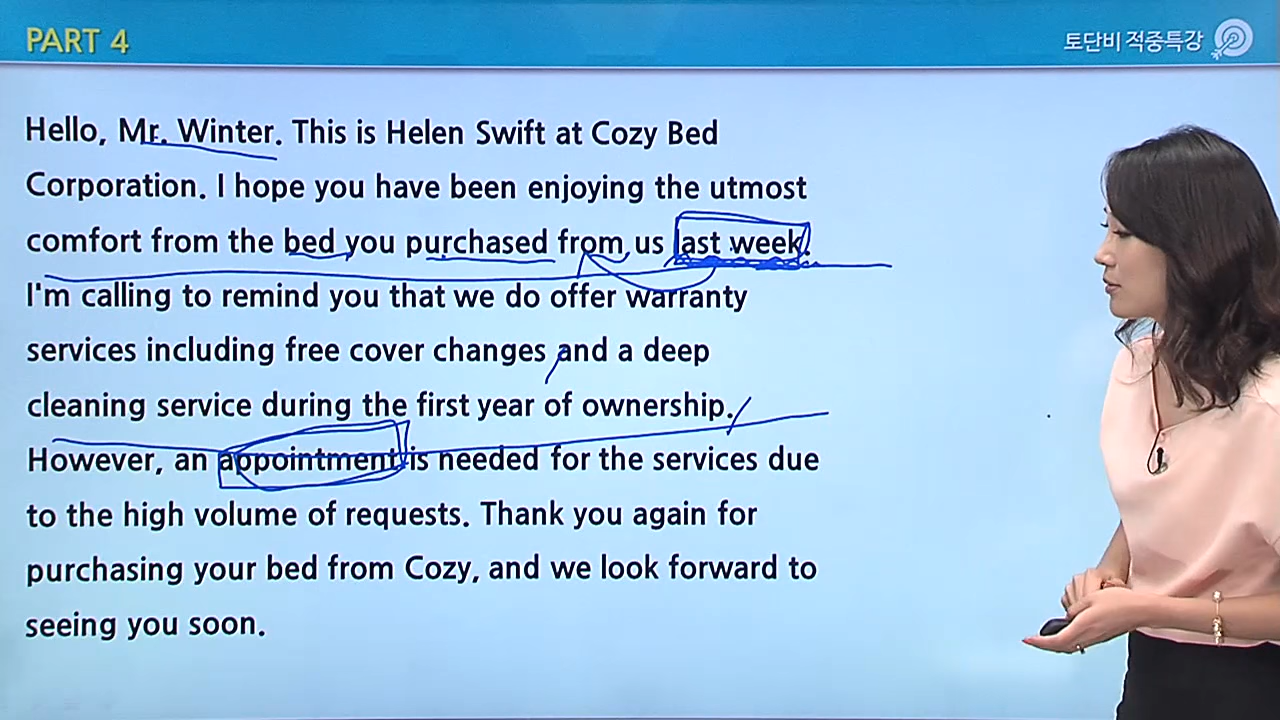 PART 4
토단비 적중특강
Hello, Mr. Winter. This is Helen Swift at Cozy Bed
Corporation. I hope you have been enjoying the utmost
comfort from the bed you purchased from us last week.
I'm calling to remind you that we do offer warranty
services including free cover changes and a deep
cleaning service during the first year of ownership.
However, an appointment is needed for the services due
to the high volume of requests. Thank you again for
purchasing your bed from Cozy, and we look forward to
seeing you soon.